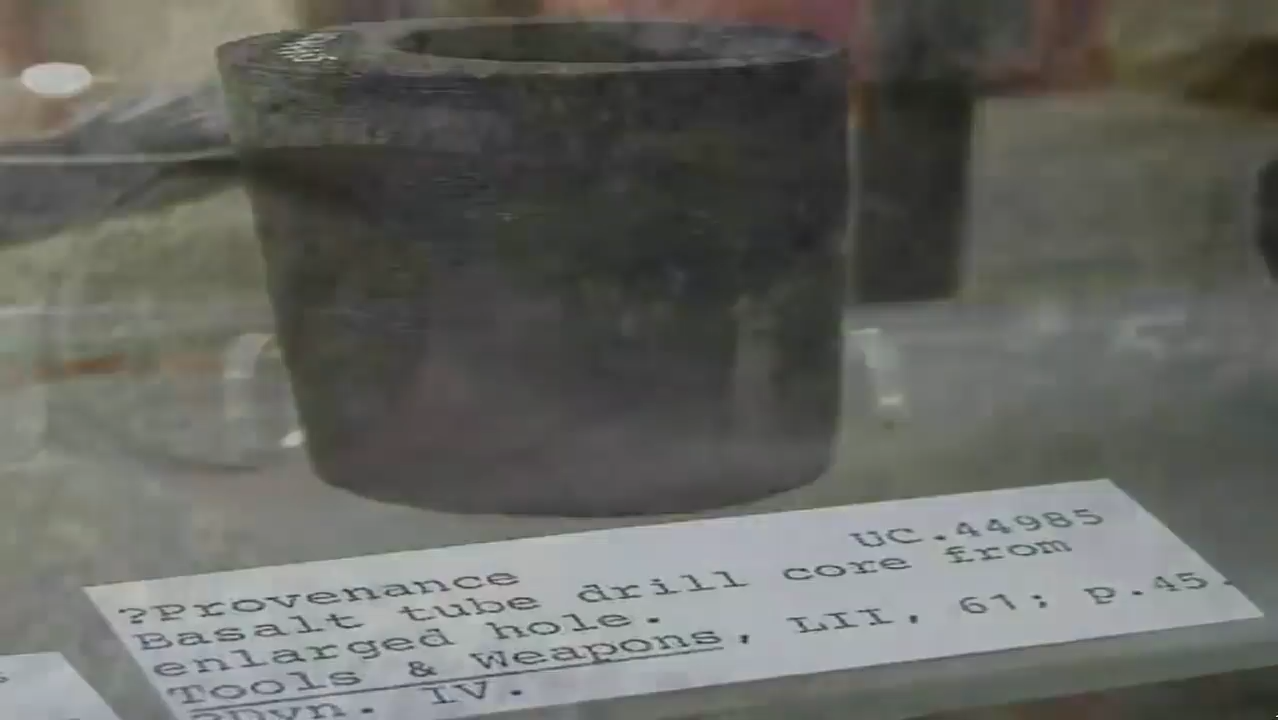 ?Provenance UC.44985
Basalt tube drill core from
enlarged hole.
Tools & Weapons, LII, 61; p.45.
?Dyn. IV.